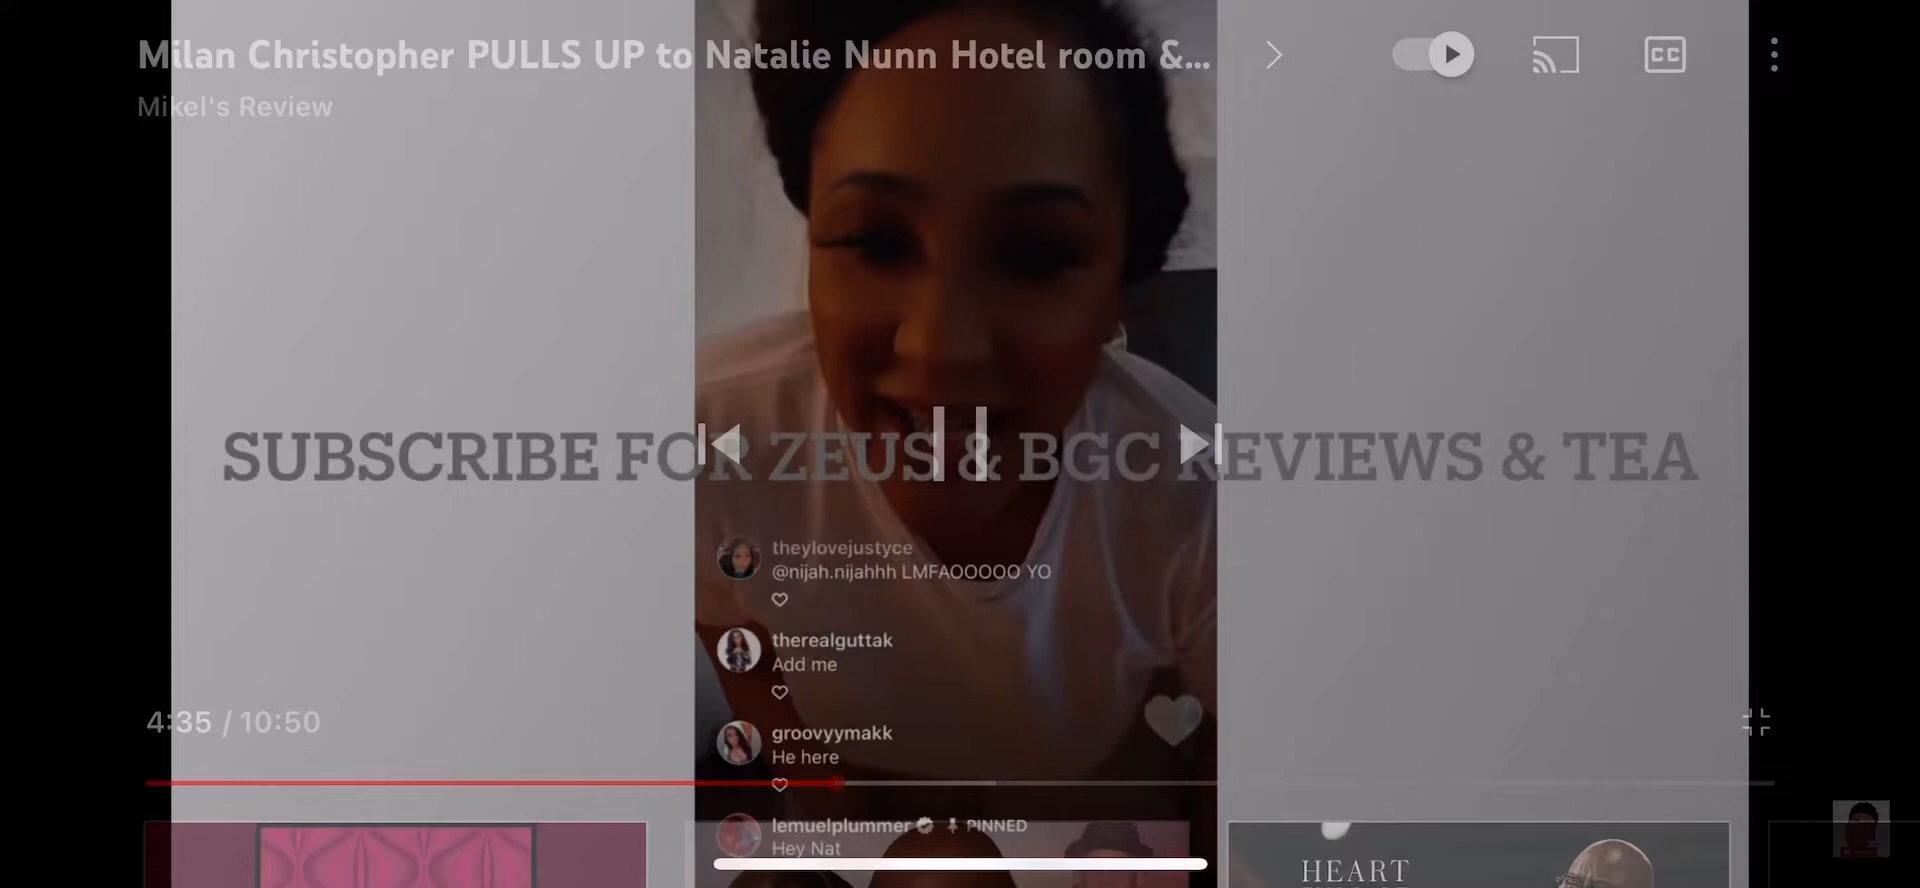 Milan Christopher PULLS UP to Natalie Nunn Hotel room &...
Mikel's Review
CC
SUBSCRIBE FOR ZEUS & BGC REVIEWS & TEA
theylovejustyce
@nijah.nijahhh LMFAOOOOO YO
therealguttak
Add me
groovyymakk
He here
4:35 / 10:50
lemuelplummer PINNED
Hey Nat
HEART